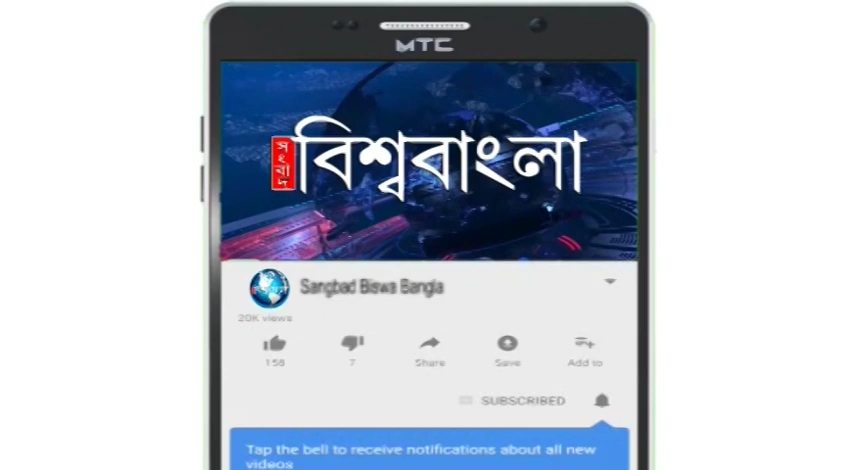 MTC
সংবাদ
বিশ্ববাংলা
Sangbad Biswa Bangla
20K views
158
7
Share
Save
Add to
SUBSCRIBED
Tap the bell to receive notifications about all new
videos